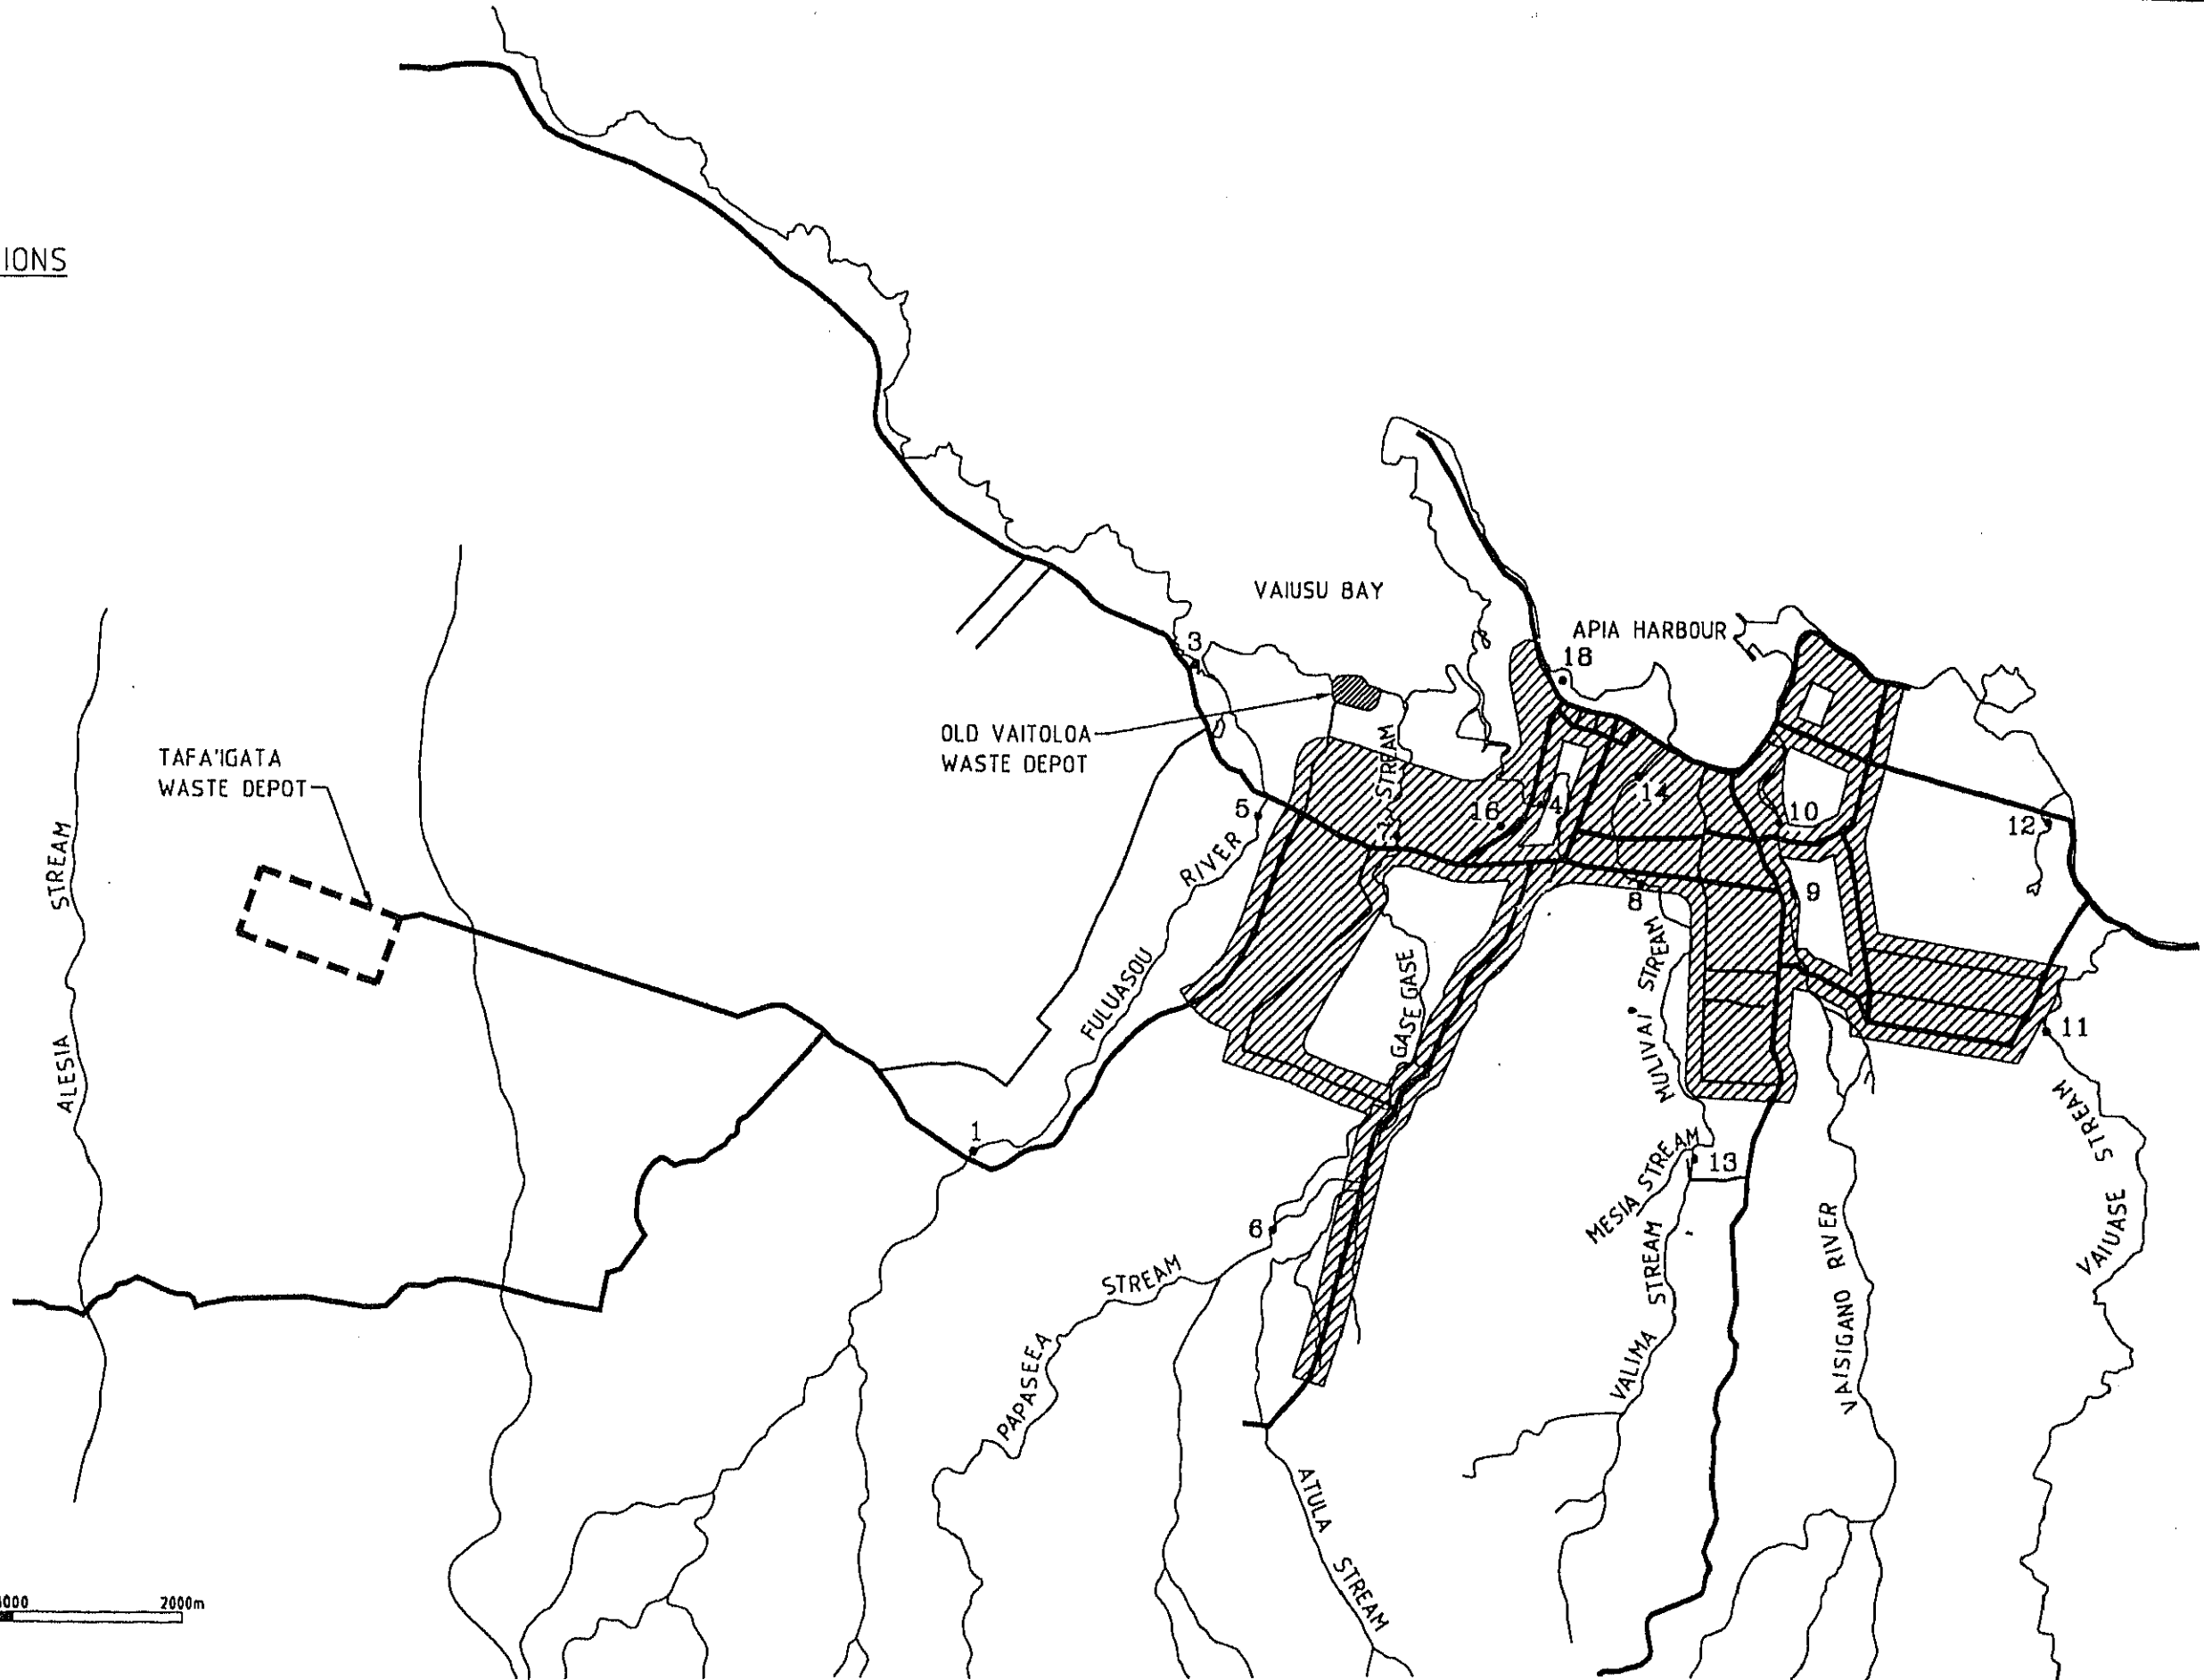 IONS
VAIUSU BAY
APIA HARBOUR
3
18
OLD VAITOLOA
WASTE DEPOT
TAFA'IGATA
WASTE DEPOT
STREAM
ALESIA
5
STREAM
7
16
4
14
10
12
RIVER
FULUASOU
8
9
GASEGASE
MULIVAI STREAM
11
1
MESIA STREAM
13
VAIUASE STREAM
6
PAPASEEA STREAM
VALIMA STREAM
VAISIGANO RIVER
ATULA STREAM
2000m